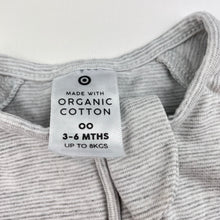 MADE WITH
ORGANIC
COTTON
00
3-6 MTHS
UP TO 8KGS